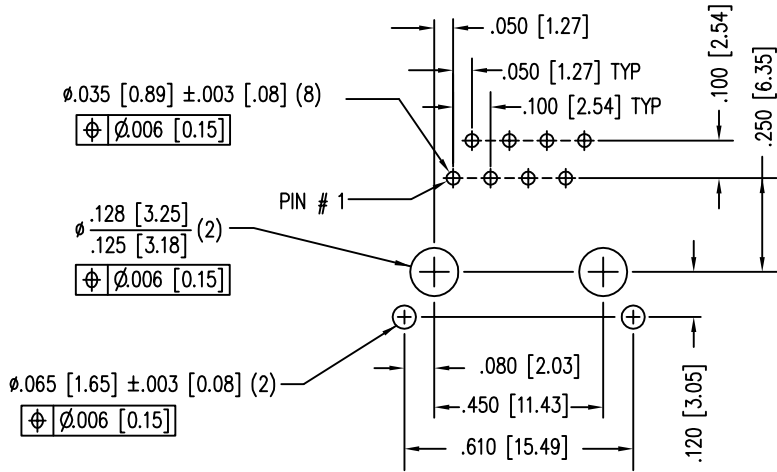 .050 [1.27]
.050 [1.27] TYP
.100 [2.54] TYP
.100 [2.54]
.250 [6.35]
⌀.035 [0.89] ±.003 [.08] (8)
⌖ ⌀.006 [0.15]
PIN # 1
⌀ .128 [3.25] (2)
.125 [3.18]
⌖ ⌀.006 [0.15]
⌀.065 [1.65] ±.003 [0.08] (2)
⌖ ⌀.006 [0.15]
.080 [2.03]
.450 [11.43]
.610 [15.49]
.120 [3.05]